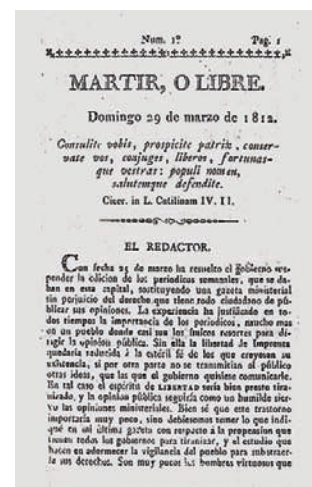 Num. 1º Pag. 1
MARTIR, O LIBRE.
Domingo 29 de marzo de 1812.
Consulite vobis, prospicite patriæ, conser-
vate vos, conjuges, liberos, fortunas-
que vestras: populi nomen,
salutemque defendite.
Cicer. in L. Catilinam IV. II.
EL REDACTOR.
Con fecha 25 de marzo ha resuelto el gobierno sus-
pender la edicion de los periodicos semanales, que se da-
ban en esta capital, sostituyendo una gazeta ministerial
sin perjuicio del derecho que tiene todo ciudadano de pú-
blicar sus opiniones. La experiencia ha justificado en to-
dos tiempos la importancia de los periodicos, mucho mas
en un pueblo donde casi son los únicos resortes para di-
rigir la opinion pública. Sin ella la libertad de Imprenta
quedaria reducida á la estéril fé de los que creyesen su
existencia, si por otra parte no se transmitian al público
otras ideas, que las que el gobierno quisiese comunicarle.
En tal caso el espíritu de LIBERTAD seria bien presto tira-
nizado, y la opinion pública seguiria como un humilde sier-
vo las opiniones ministeriales. Bien sé que este trastorno
importaria muy poco, sino debiesemos temer lo que indi-
qué en mi última gazeta con respecto á la propension que
tienen todos los gobiernos para tiranizar, y el estudio que
hacen en adormecer la vigilancia del pueblo para substraer-
le sus derechos. Son muy pocos los hombres virtuosos que